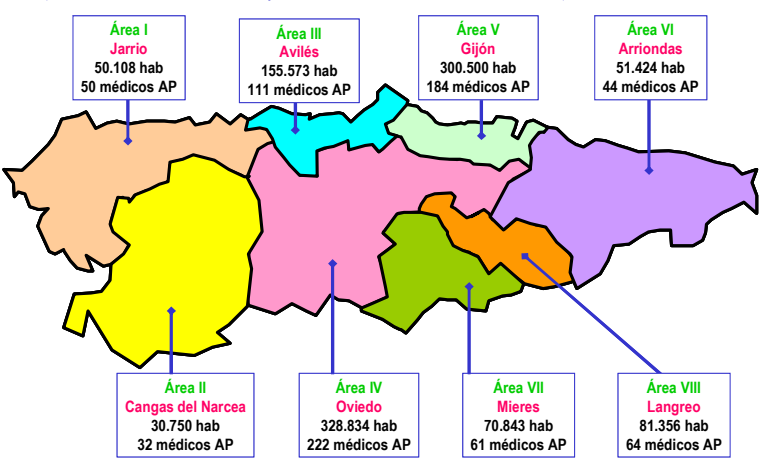 Área I
Jarrio
50.108 hab
50 médicos AP
Área III
Avilés
155.573 hab
111 médicos AP
Área V
Gijón
300.500 hab
184 médicos AP
Área VI
Arriondas
51.424 hab
44 médicos AP
Área II
Cangas del Narcea
30.750 hab
32 médicos AP
Área IV
Oviedo
328.834 hab
222 médicos AP
Área VII
Mieres
70.843 hab
61 médicos AP
Área VIII
Langreo
81.356 hab
64 médicos AP